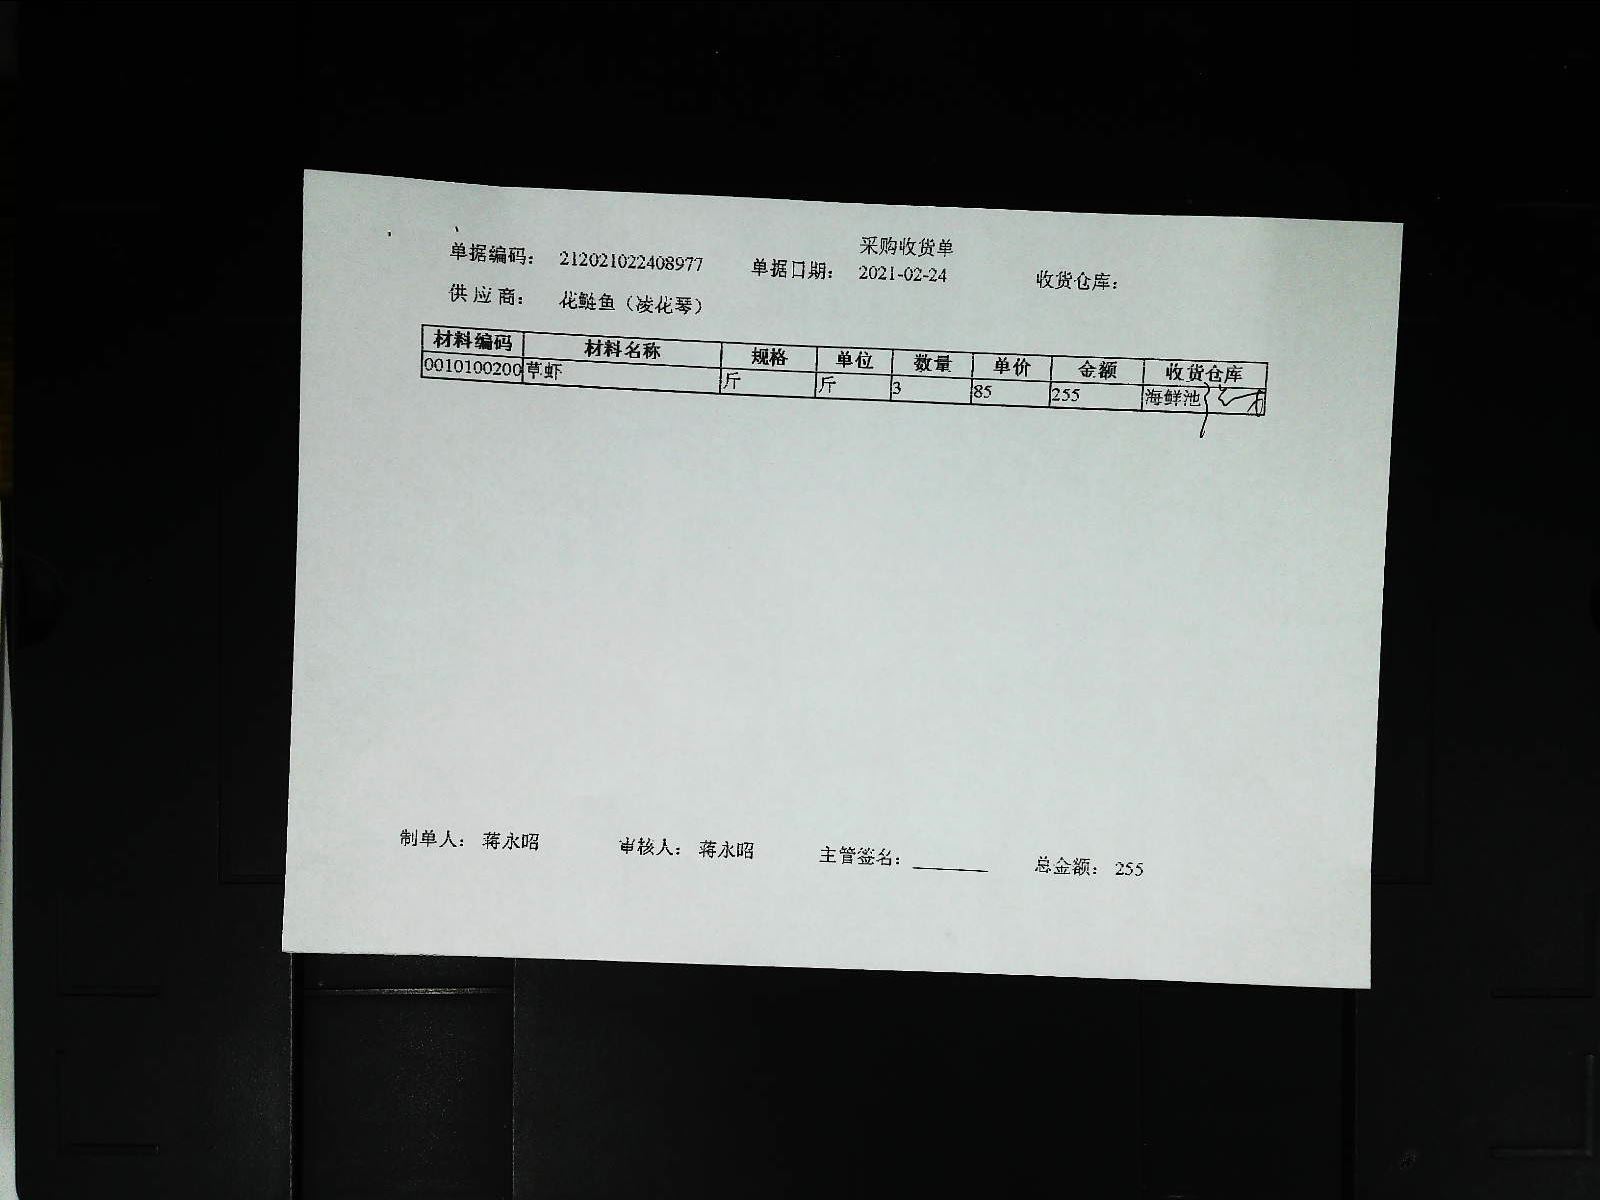 采购收货单
单据编码： 212021022408977 单据日期： 2021-02-24 收货仓库：
供 应 商： 花鲢鱼（凌花琴）
材料编码 材料名称 规格 单位 数量 单价 金额 收货仓库
0010100200 草虾 斤 斤 3 85 255 海鲜池
制单人： 蒋永昭 审核人： 蒋永昭 主管签名： 总金额： 255